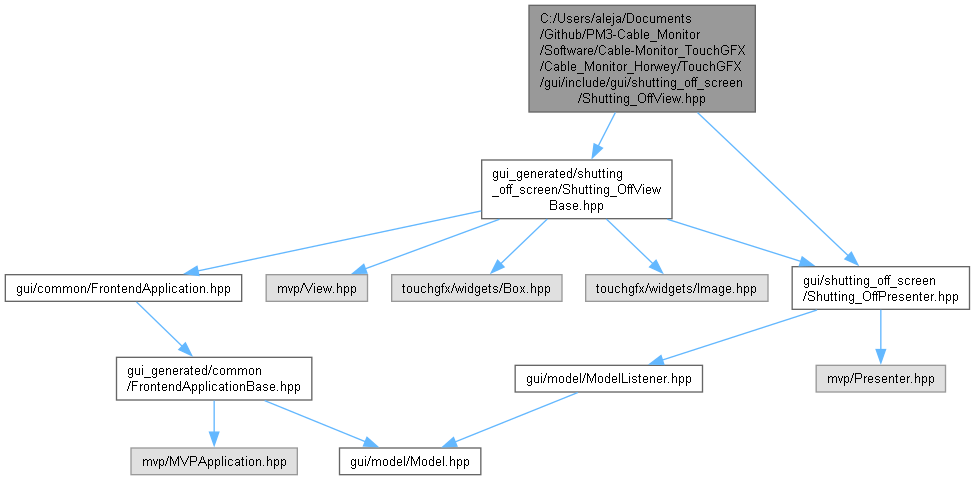 C:/Users/aleja/Documents
/Github/PM3-Cable_Monitor
/Software/Cable-Monitor_TouchGFX
/Cable_Monitor_Horwey/TouchGFX
/gui/include/gui/shutting_off_screen
/Shutting_OffView.hpp
gui_generated/shutting
_off_screen/Shutting_OffView
Base.hpp
gui/common/FrontendApplication.hpp
mvp/View.hpp
touchgfx/widgets/Box.hpp
touchgfx/widgets/Image.hpp
gui/shutting_off_screen
/Shutting_OffPresenter.hpp
gui_generated/common
/FrontendApplicationBase.hpp
gui/model/ModelListener.hpp
mvp/Presenter.hpp
mvp/MVPApplication.hpp
gui/model/Model.hpp